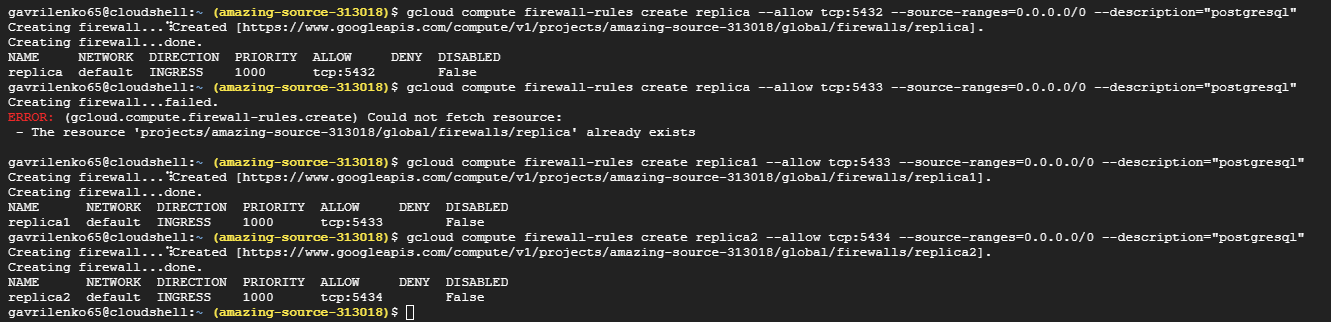 gavrilenko65@cloudshell:~ (amazing-source-313018)$ gcloud compute firewall-rules create replica --allow tcp:5432 --source-ranges=0.0.0.0/0 --description="postgresql"
Creating firewall...⠹Created [https://www.googleapis.com/compute/v1/projects/amazing-source-313018/global/firewalls/replica].
Creating firewall...done.
NAME     NETWORK  DIRECTION  PRIORITY  ALLOW     DENY  DISABLED
replica  default  INGRESS    1000      tcp:5432        False
gavrilenko65@cloudshell:~ (amazing-source-313018)$ gcloud compute firewall-rules create replica --allow tcp:5433 --source-ranges=0.0.0.0/0 --description="postgresql"
Creating firewall...failed.
ERROR: (gcloud.compute.firewall-rules.create) Could not fetch resource:
 - The resource 'projects/amazing-source-313018/global/firewalls/replica' already exists
gavrilenko65@cloudshell:~ (amazing-source-313018)$ gcloud compute firewall-rules create replica1 --allow tcp:5433 --source-ranges=0.0.0.0/0 --description="postgresql"
Creating firewall...⠹Created [https://www.googleapis.com/compute/v1/projects/amazing-source-313018/global/firewalls/replica1].
Creating firewall...done.
NAME      NETWORK  DIRECTION  PRIORITY  ALLOW     DENY  DISABLED
replica1  default  INGRESS    1000      tcp:5433        False
gavrilenko65@cloudshell:~ (amazing-source-313018)$ gcloud compute firewall-rules create replica2 --allow tcp:5434 --source-ranges=0.0.0.0/0 --description="postgresql"
Creating firewall...⠹Created [https://www.googleapis.com/compute/v1/projects/amazing-source-313018/global/firewalls/replica2].
Creating firewall...done.
NAME      NETWORK  DIRECTION  PRIORITY  ALLOW     DENY  DISABLED
replica2  default  INGRESS    1000      tcp:5434        False
gavrilenko65@cloudshell:~ (amazing-source-313018)$